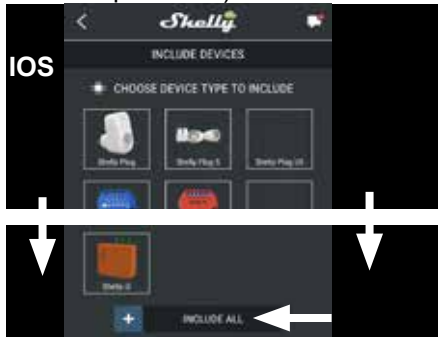 Shelly
INCLUDE DEVICES
IOS
CHOOSE DEVICE TYPE TO INCLUDE
Shelly Plug
Shelly Plug S
Shelly Plug US
INCLUDE ALL